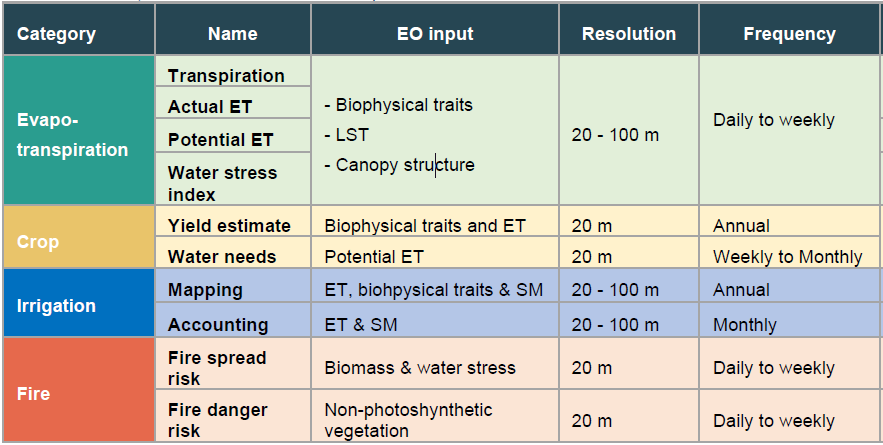 Category Name EO input Resolution Frequency
Evapo-
transpiration
Transpiration
Actual ET
Potential ET
Water stress
index
- Biophysical traits
- LST
- Canopy structure
20 - 100 m
Daily to weekly
Crop
Yield estimate Biophysical traits and ET 20 m Annual
Water needs Potential ET 20 m Weekly to Monthly
Irrigation
Mapping ET, biohpysical traits & SM 20 - 100 m Annual
Accounting ET & SM 20 - 100 m Monthly
Fire
Fire spread
risk
Biomass & water stress 20 m Daily to weekly
Fire danger
risk
Non-photoshynthetic
vegetation
20 m Daily to weekly